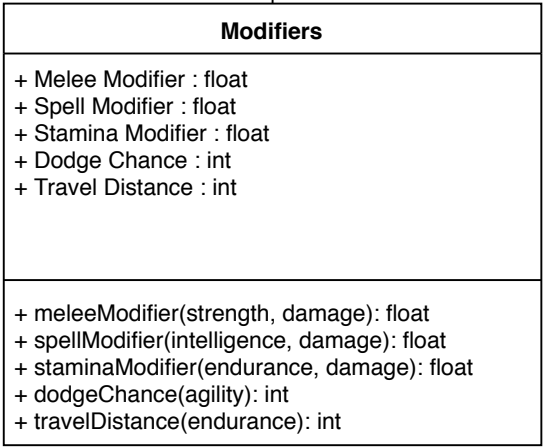 Modifiers
+ Melee Modifier : float
+ Spell Modifier : float
+ Stamina Modifier : float
+ Dodge Chance : int
+ Travel Distance : int
+ meleeModifier(strength, damage): float
+ spellModifier(intelligence, damage): float
+ staminaModifier(endurance, damage): float
+ dodgeChance(agility): int
+ travelDistance(endurance): int